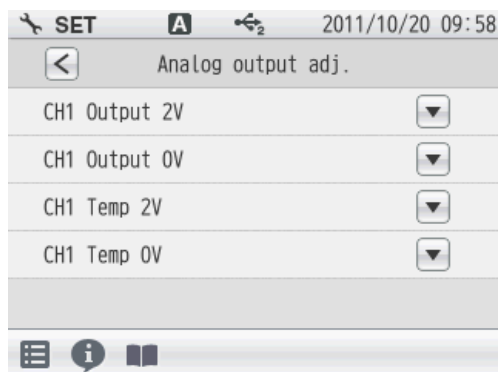 SET A 2 2011/10/20 09:58
Analog output adj.
CH1 Output 2V
CH1 Output 0V
CH1 Temp 2V
CH1 Temp 0V